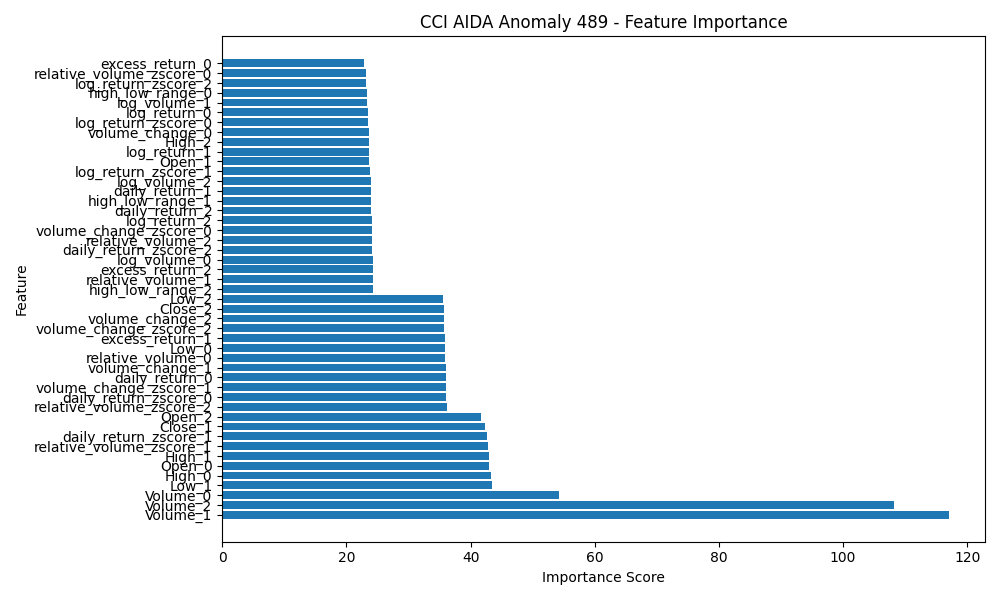 CCI AIDA Anomaly 489 - Feature Importance
excess_return_0
relative_volume_zscore_0
log_return_zscore_2
high_low_range_0
log_volume_1
log_return_0
log_return_zscore_0
volume_change_0
High_2
log_return_1
Open_1
log_return_zscore_1
log_volume_2
daily_return_1
high_low_range_1
daily_return_2
log_return_2
volume_change_zscore_0
relative_volume_2
daily_return_zscore_2
log_volume_0
excess_return_2
relative_volume_1
high_low_range_2
Low_2
Close_2
volume_change_2
volume_change_zscore_2
excess_return_1
Low_0
relative_volume_0
volume_change_1
daily_return_0
volume_change_zscore_1
daily_return_zscore_0
relative_volume_zscore_2
Open_2
Close_1
daily_return_zscore_1
relative_volume_zscore_1
High_1
Open_0
High_0
Low_1
Volume_0
Volume_2
Volume_1
Feature
0 20 40 60 80 100 120
Importance Score